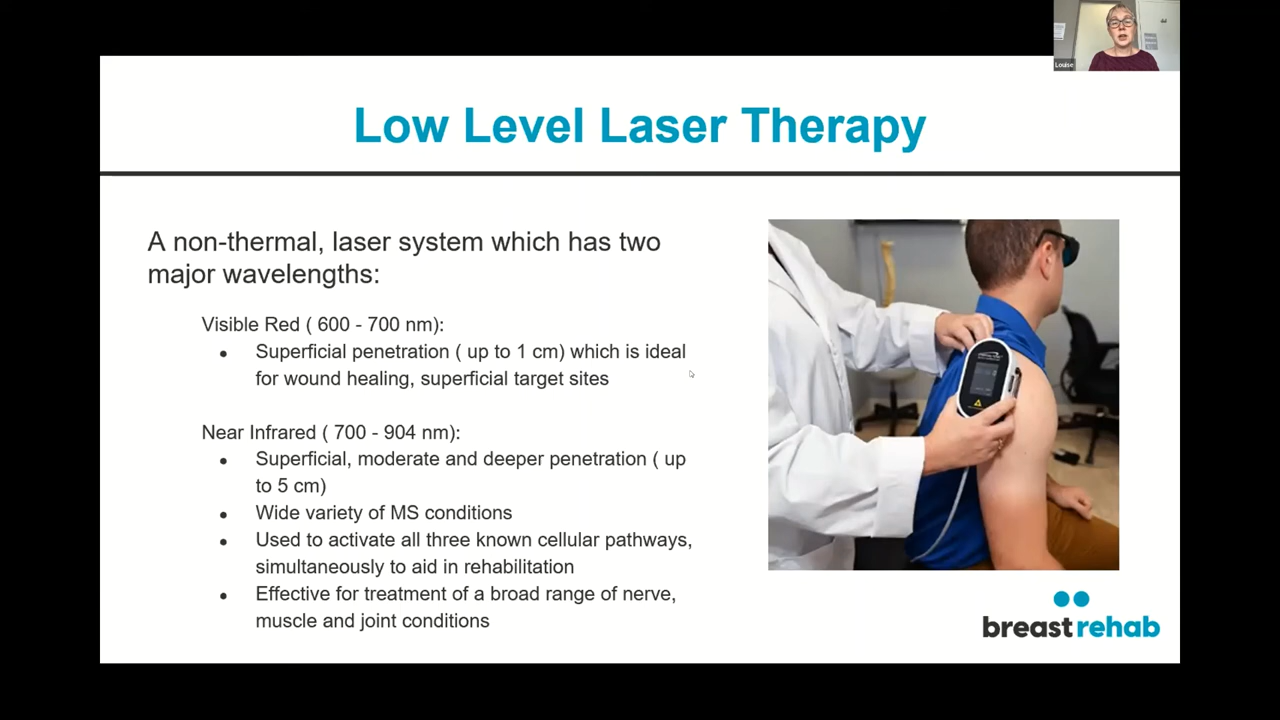 Louise
Low Level Laser Therapy
A non-thermal, laser system which has two
major wavelengths:
Visible Red ( 600 - 700 nm):
● Superficial penetration ( up to 1 cm) which is ideal
for wound healing, superficial target sites
Near Infrared ( 700 - 904 nm):
● Superficial, moderate and deeper penetration ( up
to 5 cm)
● Wide variety of MS conditions
● Used to activate all three known cellular pathways,
simultaneously to aid in rehabilitation
● Effective for treatment of a broad range of nerve,
muscle and joint conditions
breast rehab